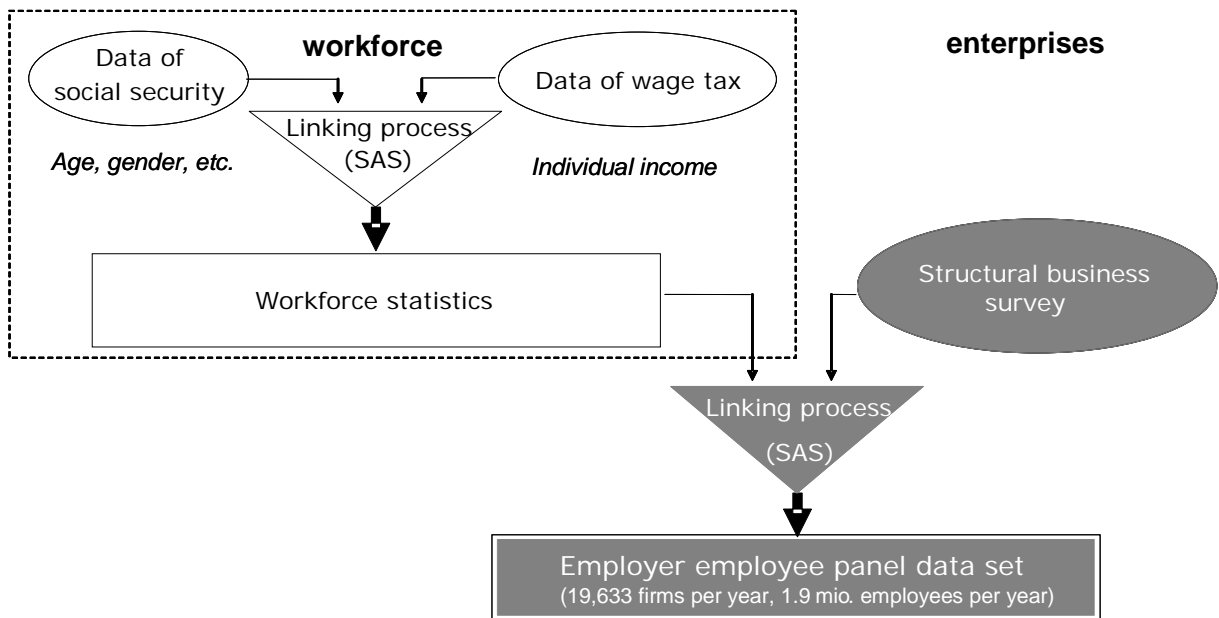 workforce
enterprises
Data of
social security
Data of wage tax
Linking process
(SAS)
Age, gender, etc.
Individual income
Workforce statistics
Structural business
survey
Linking process
(SAS)
Employer employee panel data set
(19,633 firms per year, 1.9 mio. employees per year)